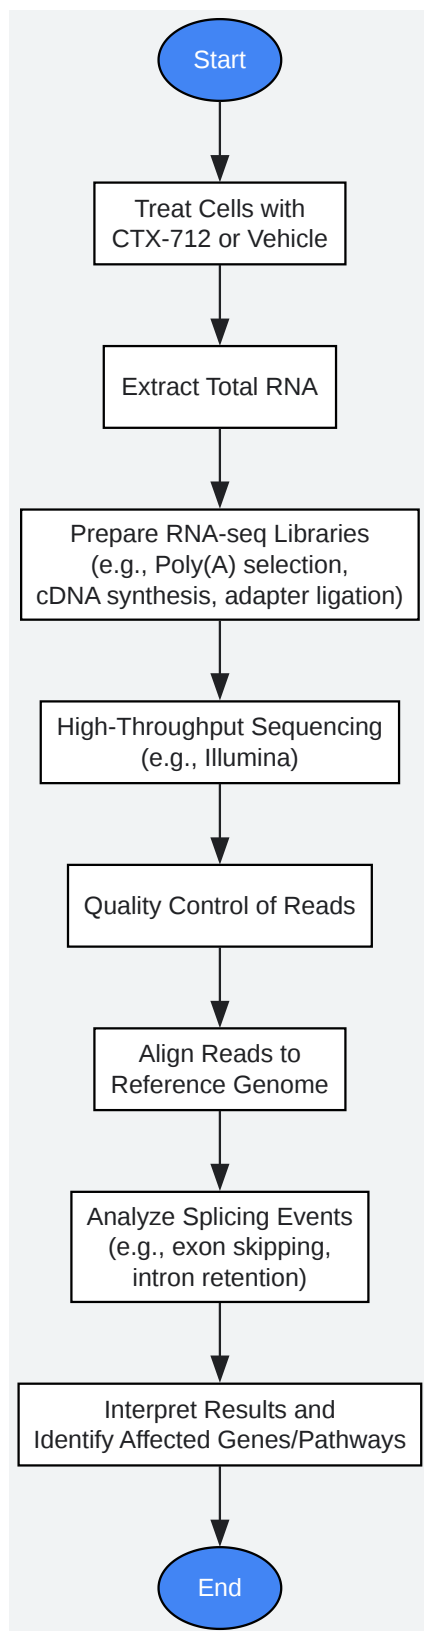 Start
Treat Cells with
CTX-712 or Vehicle
Extract Total RNA
Prepare RNA-seq Libraries
(e.g., Poly(A) selection,
cDNA synthesis, adapter ligation)
High-Throughput Sequencing
(e.g., Illumina)
Quality Control of Reads
Align Reads to
Reference Genome
Analyze Splicing Events
(e.g., exon skipping,
intron retention)
Interpret Results and
Identify Affected Genes/Pathways
End